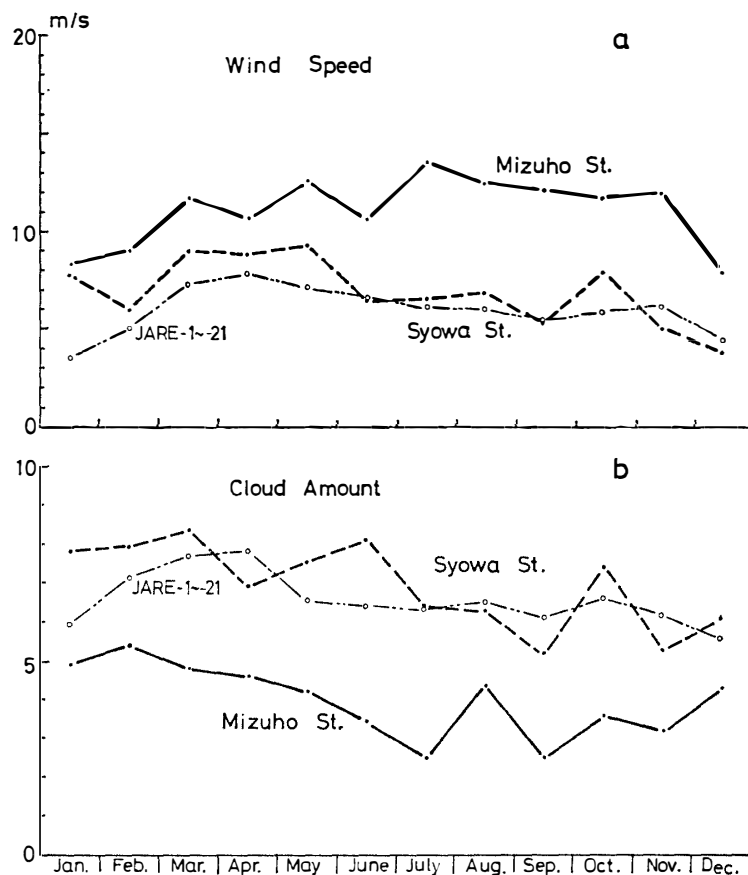 m/s
20
a
Wind Speed
Mizuho St.
10
JARE-1~-21
Syowa St.
0
10
b
Cloud Amount
Syowa St.
JARE-1~-21
5
Mizuho St.
0
Jan. Feb. Mar. Apr. May June July Aug. Sep. Oct. Nov. Dec.